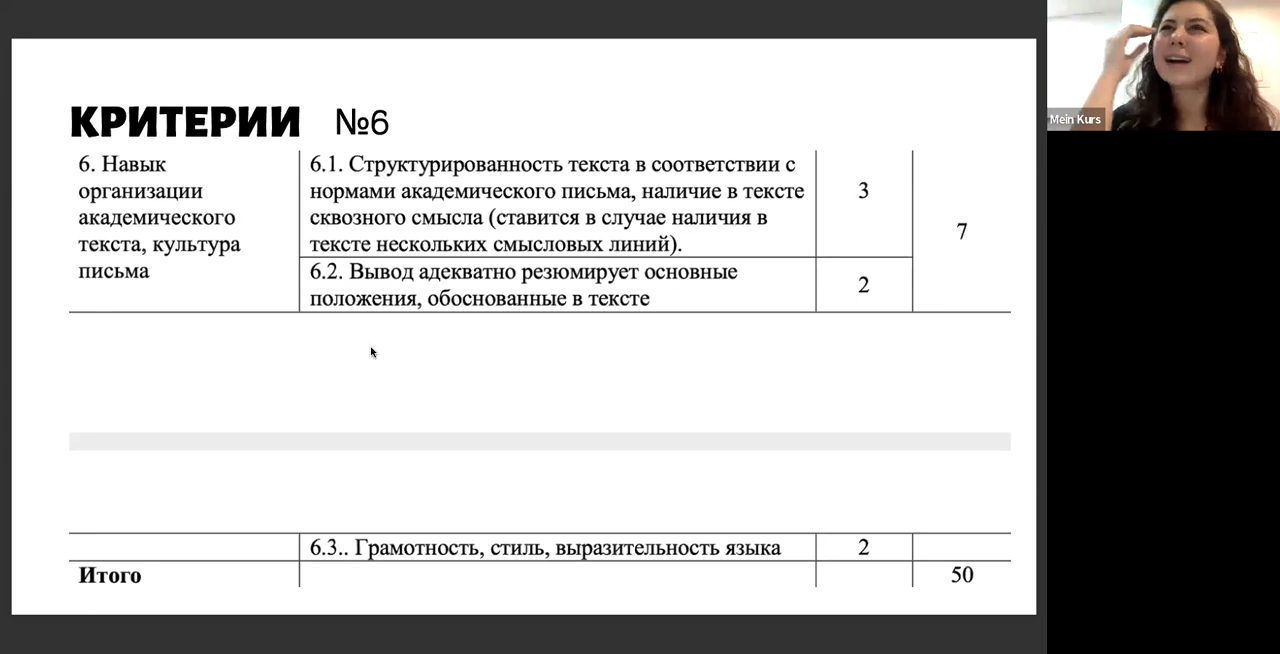 КРИТЕРИИ №6
6. Навык
организации
академического
текста, культура
письма
6.1. Структурированность текста в соответствии с
нормами академического письма, наличие в тексте
сквозного смысла (ставится в случае наличия в
тексте нескольких смысловых линий).
3
7
6.2. Вывод адекватно резюмирует основные
положения, обоснованные в тексте
2
6.3.. Грамотность, стиль, выразительность языка
2
Итого
50
Mein Kurs